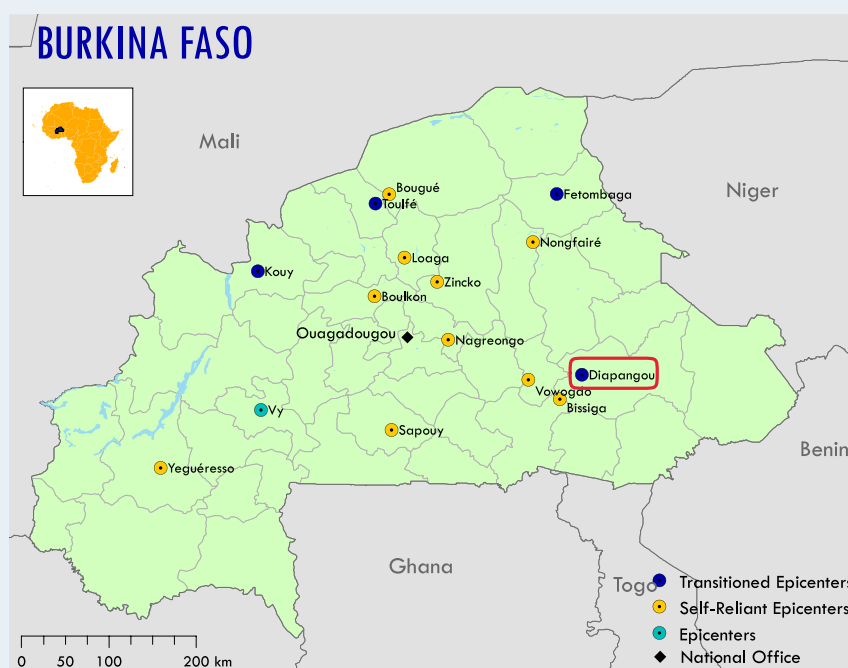 BURKINA FASO
Mali
Niger
Bougué
Toulfé
Fetombaga
Nongfairé
Loaga
Kouy
Zincko
Boulkon
Ouagadougou
Nagreongo
Diapangou
Vowogdo
Bissiga
Vy
Sapouy
Benin
Yeguéresso
Ghana
Togo
Transitioned Epicenters
Self-Reliant Epicenters
Epicenters
National Office
0 50 100 200 km